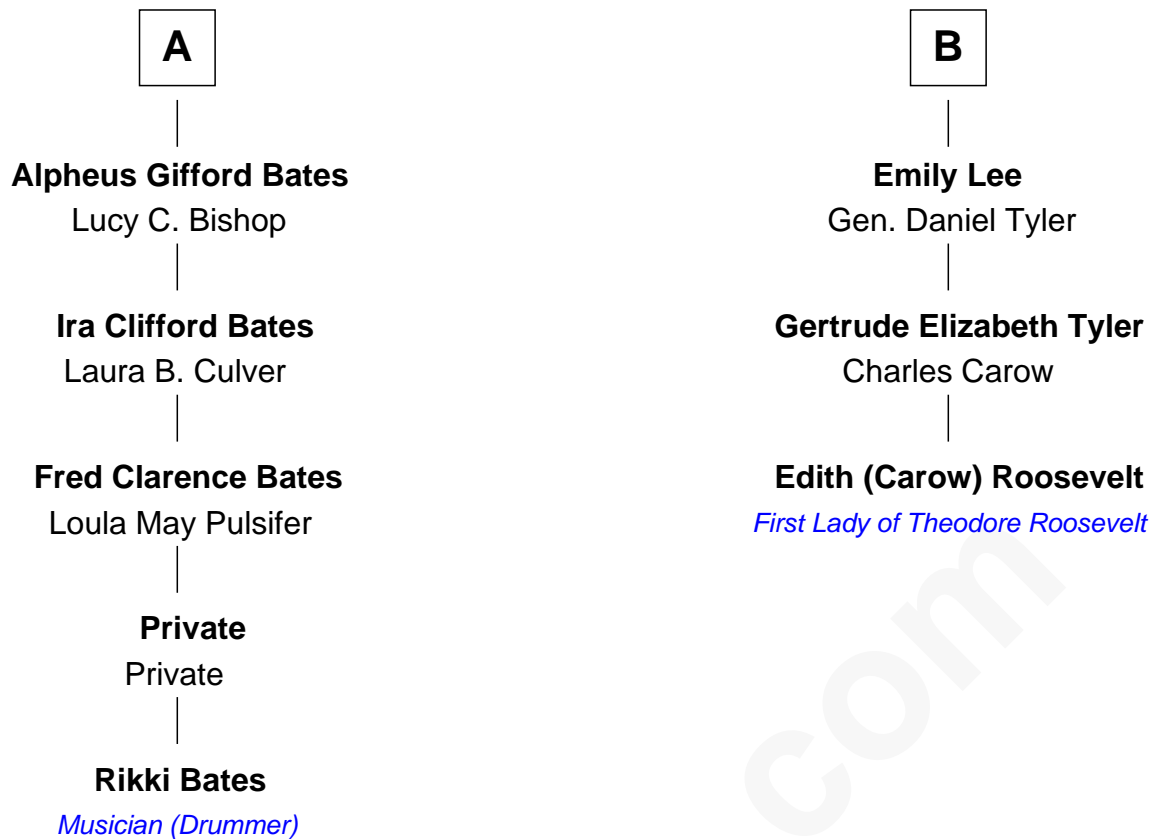 A
Alpheus Gifford Bates
Lucy C. Bishop
Ira Clifford Bates
Laura B. Culver
Fred Clarence Bates
Loula May Pulsifer
Private
Private
Rikki Bates
Musician (Drummer)
B
Emily Lee
Gen. Daniel Tyler
Gertrude Elizabeth Tyler
Charles Carow
Edith (Carow) Roosevelt
First Lady of Theodore Roosevelt
com